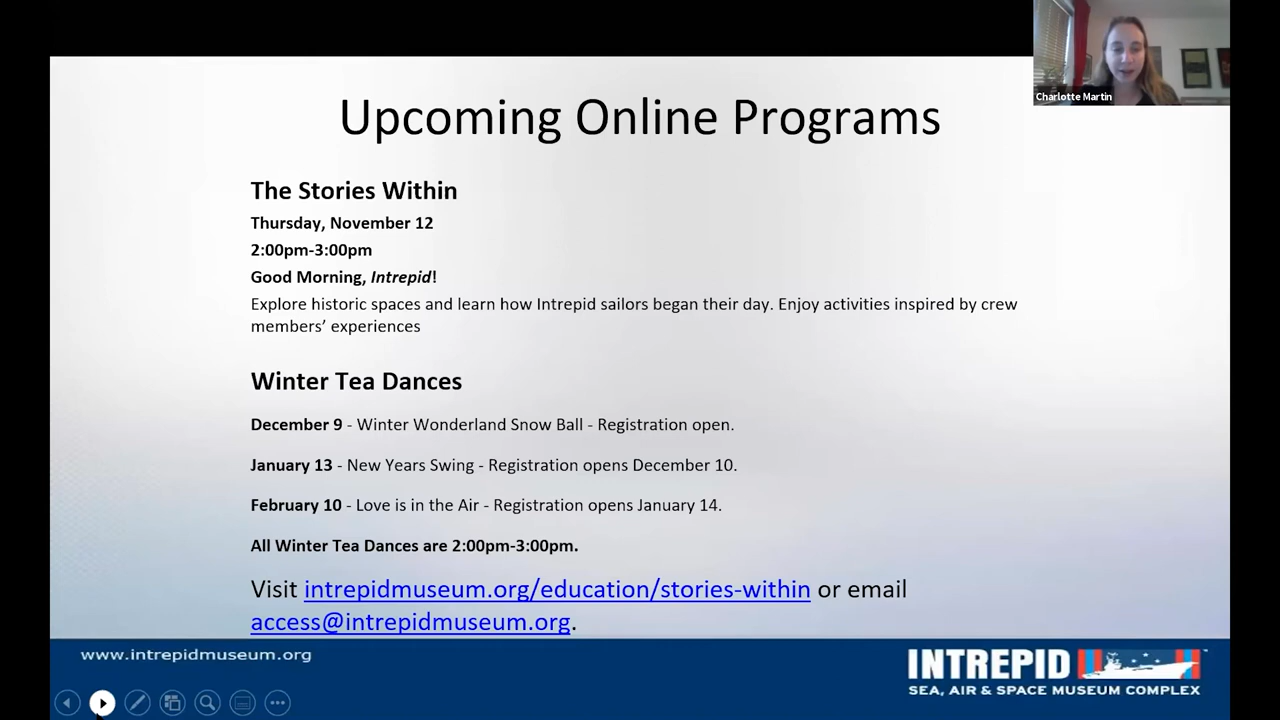 Charlotte Martin
Upcoming Online Programs
The Stories Within
Thursday, November 12
2:00pm-3:00pm
Good Morning, Intrepid!
Explore historic spaces and learn how Intrepid sailors began their day. Enjoy activities inspired by crew
members’ experiences
Winter Tea Dances
December 9 - Winter Wonderland Snow Ball - Registration open.
January 13 - New Years Swing - Registration opens December 10.
February 10 - Love is in the Air - Registration opens January 14.
All Winter Tea Dances are 2:00pm-3:00pm.
Visit intrepidmuseum.org/education/stories-within or email
access@intrepidmuseum.org.
www.intrepidmuseum.org
INTREPID
SEA, AIR & SPACE MUSEUM COMPLEX